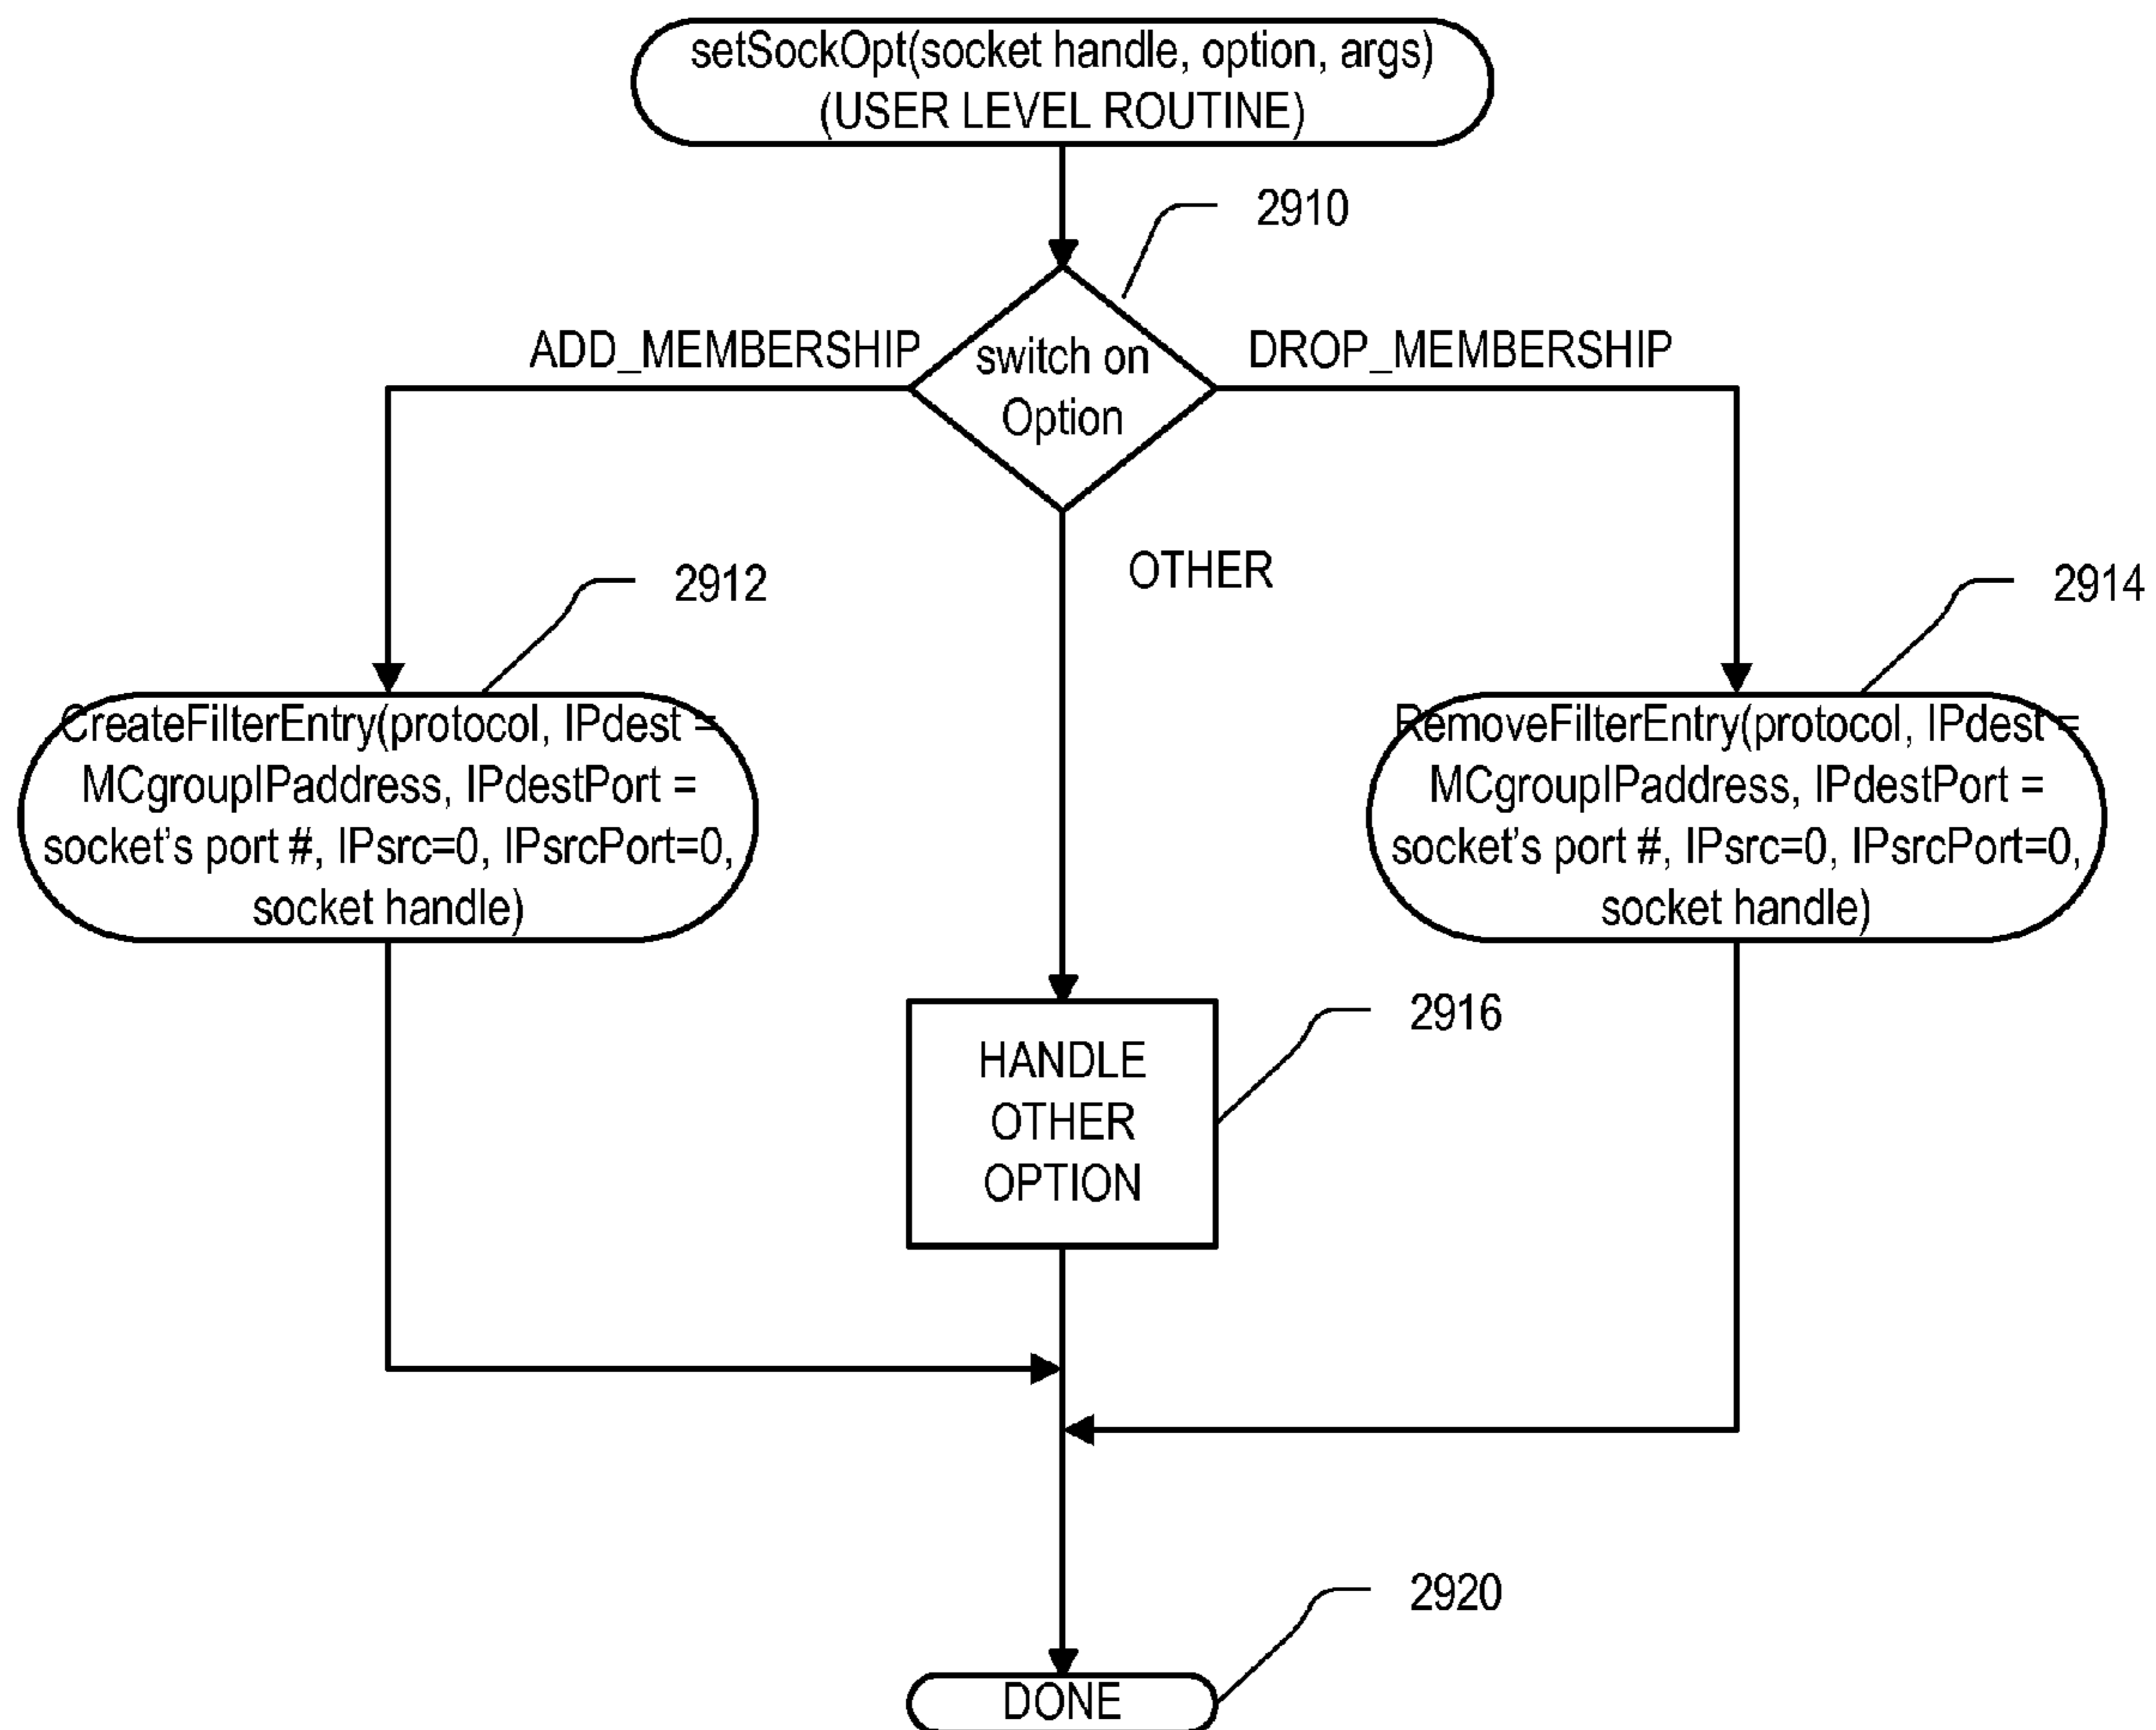 setSockOpt(socket handle, option, args)
(USER LEVEL ROUTINE)
2910
ADD_MEMBERSHIP
switch on
Option
DROP_MEMBERSHIP
OTHER
2912
2914
CreateFilterEntry(protocol, IPdest =
MCgroupIPaddress, IPdestPort =
socket's port #, IPsrc=0, IPsrcPort=0,
socket handle)
RemoveFilterEntry(protocol, IPdest =
MCgroupIPaddress, IPdestPort =
socket's port #, IPsrc=0, IPsrcPort=0,
socket handle)
2916
HANDLE
OTHER
OPTION
2920
DONE